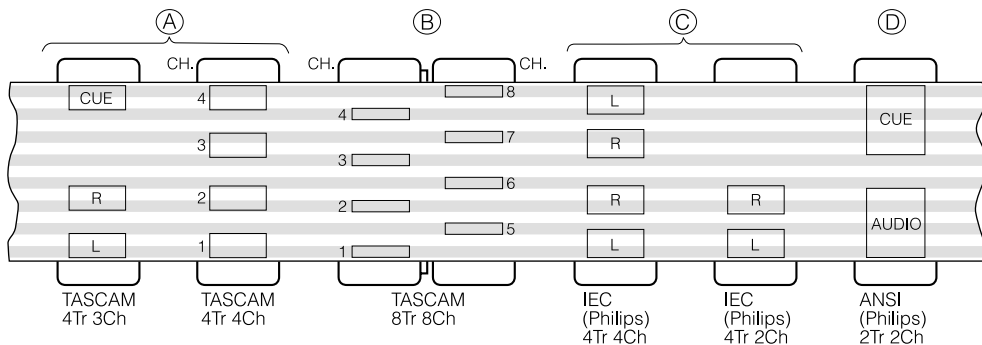 A B C D
CH. CH. CH.
CUE 4 8 L CUE
4
3 7 R
3
R 2 6 R R
2
5 AUDIO
L 1 L L
1
TASCAM TASCAM TASCAM IEC IEC ANSI
4Tr 3Ch 4Tr 4Ch 8Tr 8Ch (Philips) (Philips) (Philips)
4Tr 4Ch 4Tr 2Ch 2Tr 2Ch